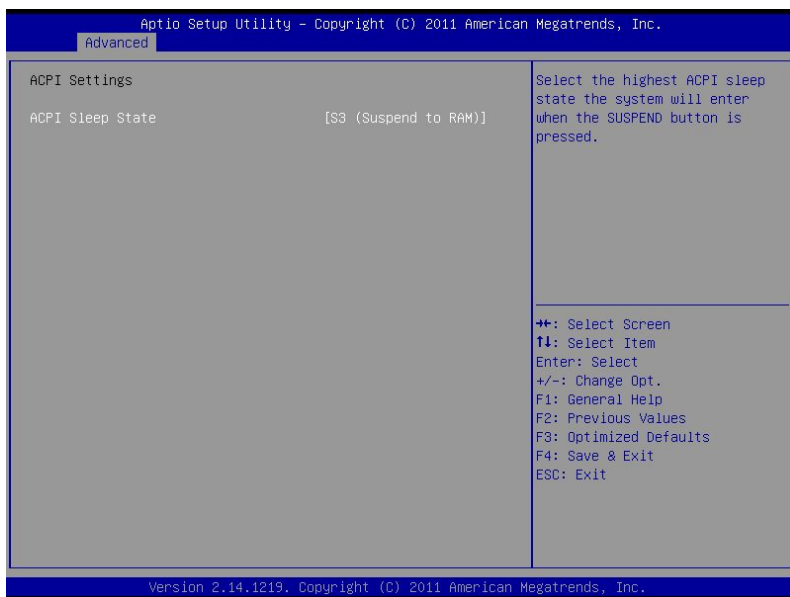 Aptio Setup Utility – Copyright (C) 2011 American Megatrends, Inc.
Advanced
ACPI Settings
ACPI Sleep State [S3 (Suspend to RAM)]
Select the highest ACPI sleep
state the system will enter
when the SUSPEND button is
pressed.
→←: Select Screen
↑↓: Select Item
Enter: Select
+/-: Change Opt.
F1: General Help
F2: Previous Values
F3: Optimized Defaults
F4: Save & Exit
ESC: Exit
Version 2.14.1219. Copyright (C) 2011 American Megatrends, Inc.